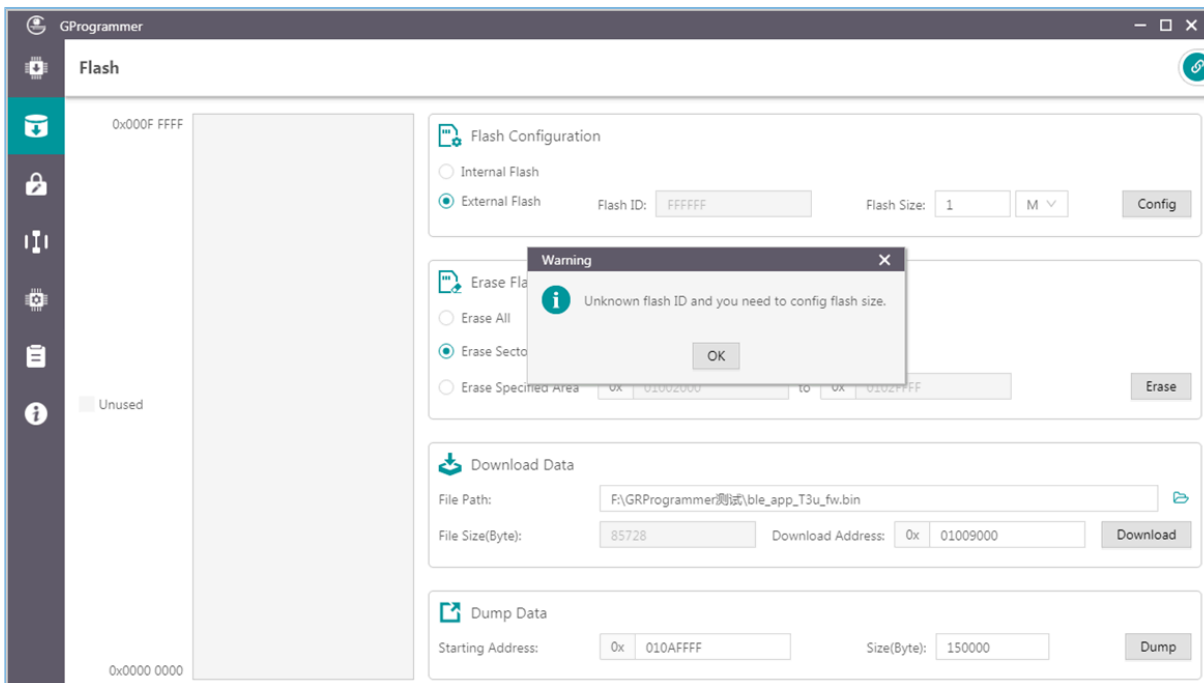 GProgrammer
Flash
0x000F FFFF
Unused
0x0000 0000
Flash Configuration
Internal Flash
External Flash
Flash ID: FFFFFF
Flash Size: 1 M
Config
Warning
Unknown flash ID and you need to config flash size.
OK
Erase Fla
Erase All
Erase Secto
Erase Specified Area 0x 01002000 to 0x 0102FFFF
Erase
Download Data
File Path: F:\GRProgrammer测试\ble_app_T3u_fw.bin
File Size(Byte): 85728
Download Address: 0x 01009000
Download
Dump Data
Starting Address: 0x 010AFFFF
Size(Byte): 150000
Dump